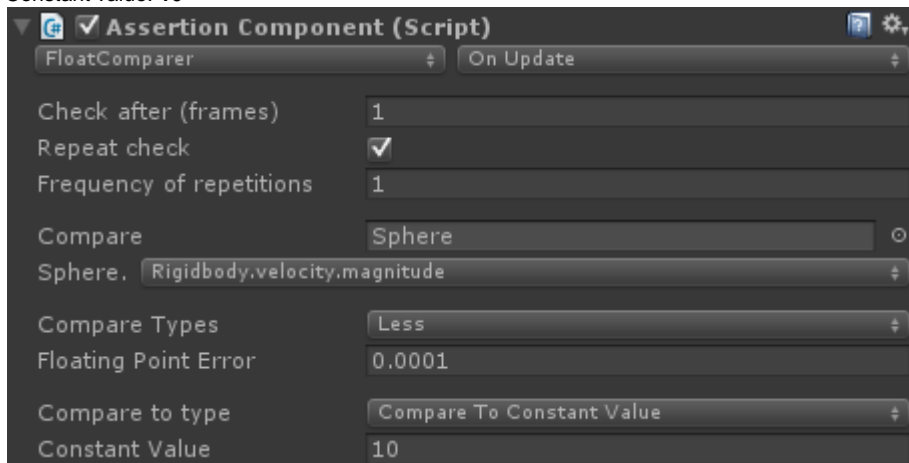 Assertion Component (Script)
FloatComparer On Update
Check after (frames) 1
Repeat check
Frequency of repetitions 1
Compare Sphere
Sphere. Rigidbody.velocity.magnitude
Compare Types Less
Floating Point Error 0.0001
Compare to type Compare To Constant Value
Constant Value 10